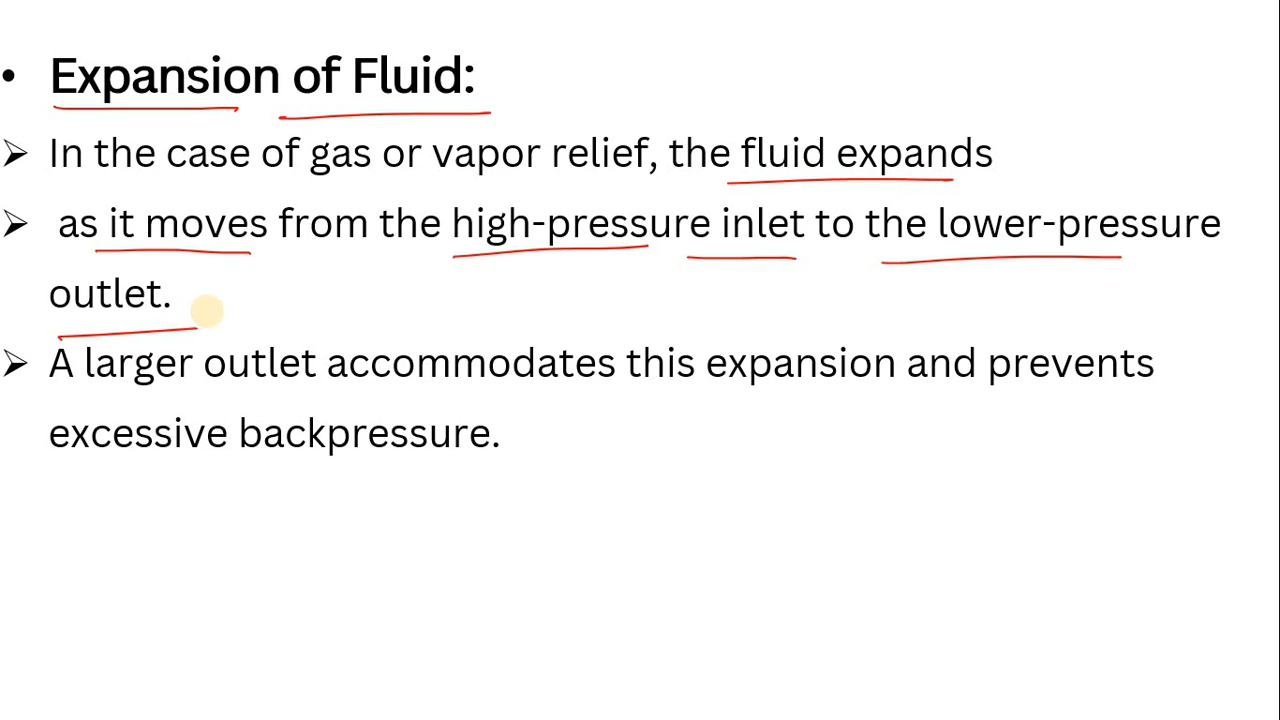 • Expansion of Fluid:
➢ In the case of gas or vapor relief, the fluid expands
➢ as it moves from the high-pressure inlet to the lower-pressure
outlet.
➢ A larger outlet accommodates this expansion and prevents
excessive backpressure.